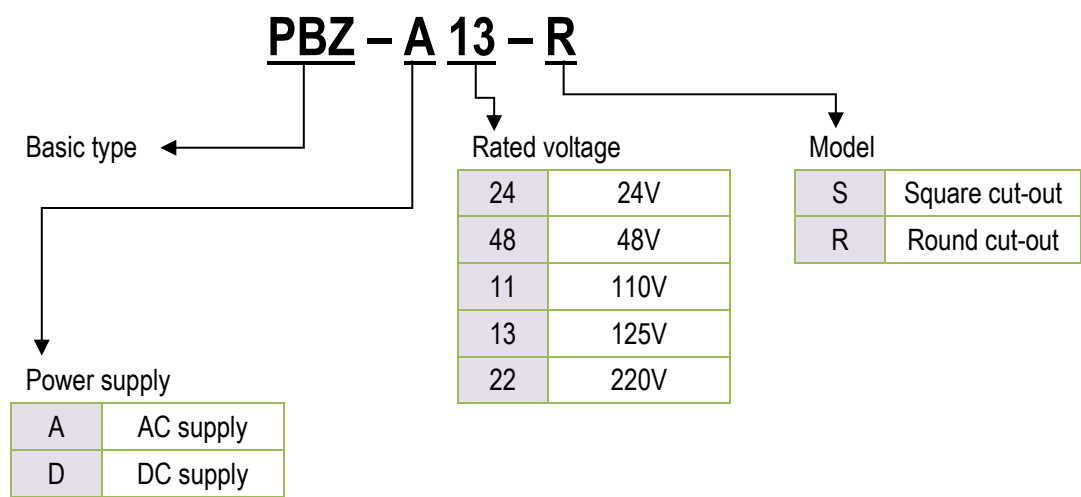 PBZ – A 13 – R
Basic type
Rated voltage
24 24V
48 48V
11 110V
13 125V
22 220V
Model
S Square cut-out
R Round cut-out
Power supply
A AC supply
D DC supply